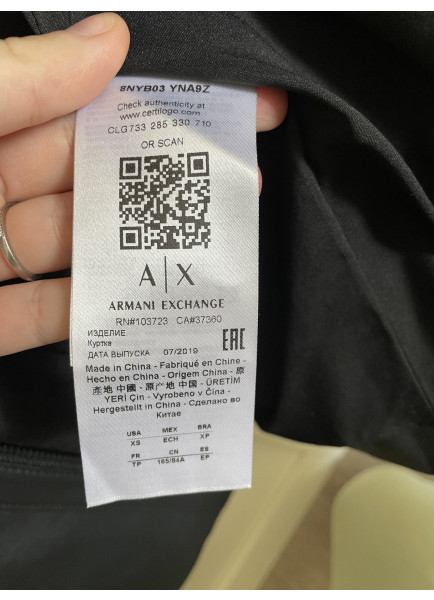 8NYB03 YNA9Z
Check authenticity at
www.certilogo.com
CLG733 285 330 710
OR SCAN
A|X
ARMANI EXCHANGE
RN#103723 CA#37360
ИЗДЕЛИЕ
Куртка
ДАТА ВЫПУСКА 07/2019
EAC
Made in China - Fabriqué en Chine -
Hecho en China - Origem China - 原
產地 中國 - 原产地 中国 - ÜRETİM
YERİ Çin - Vyrobeno v Čína -
Hergestellt in China - Сделано во
Китае
USA MEX BRA
XS ECH XP
FR CN ES
TP 165/84A EP